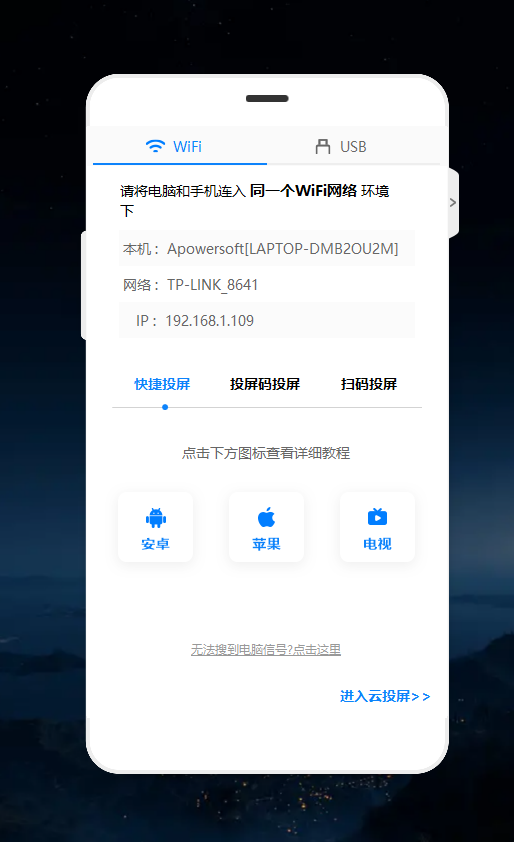 WiFi USB
请将电脑和手机连入 同一个WiFi网络 环境
下
本机： Apowersoft[LAPTOP-DMB2OU2M]
网络： TP-LINK_8641
IP： 192.168.1.109
快捷投屏 投屏码投屏 扫码投屏
点击下方图标查看详细教程
安卓 苹果 电视
无法搜到电脑信号?点击这里
进入云投屏>>